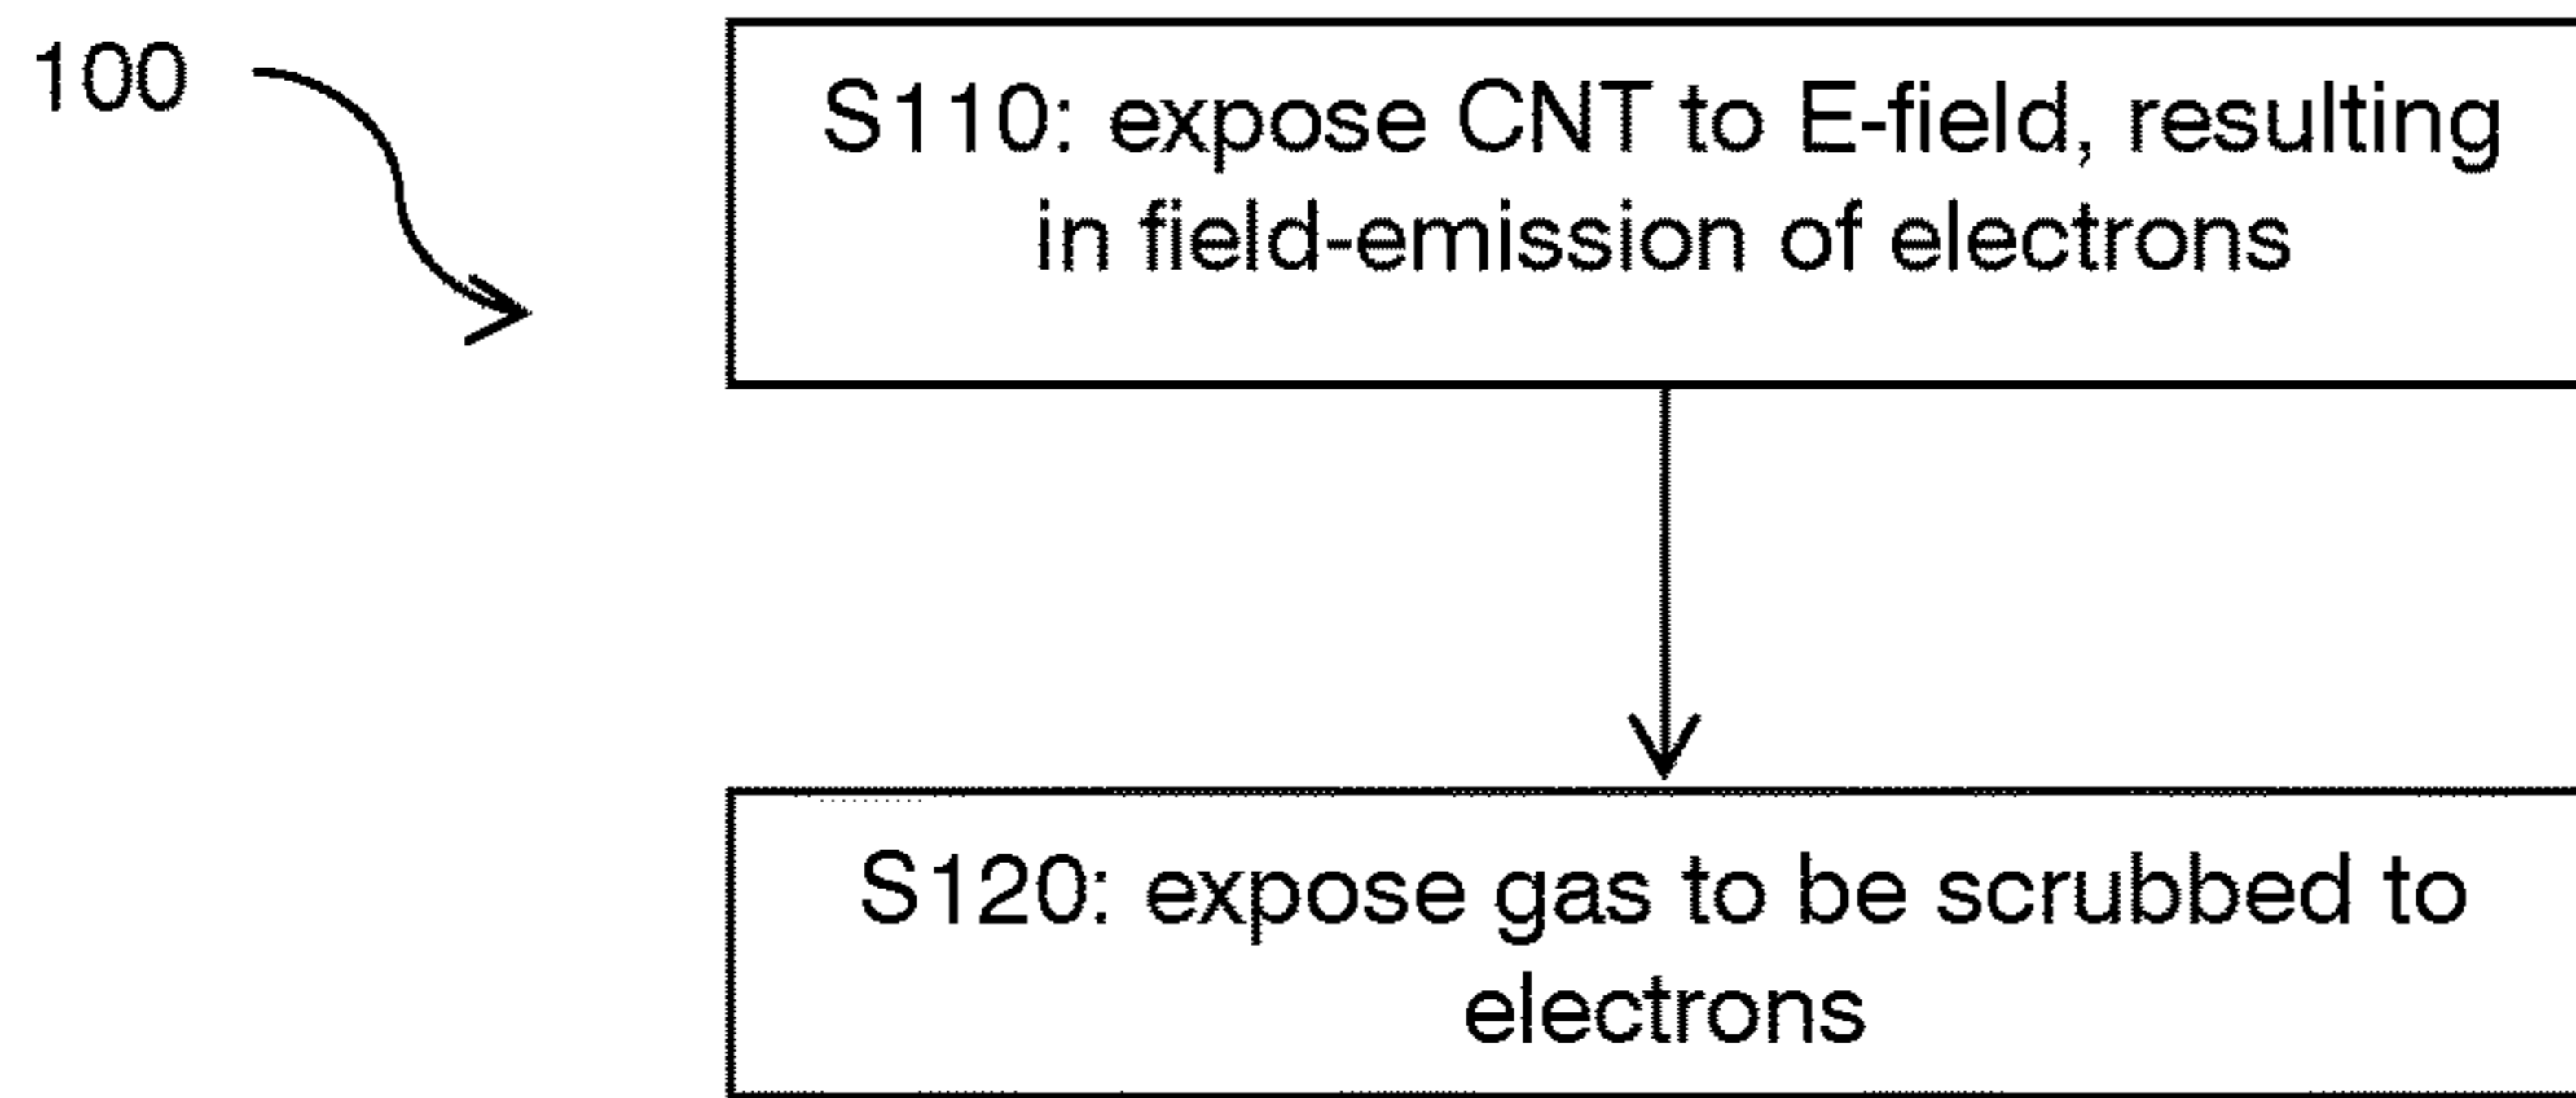 100
S110: expose CNT to E-field, resulting
in field-emission of electrons
S120: expose gas to be scrubbed to
electrons